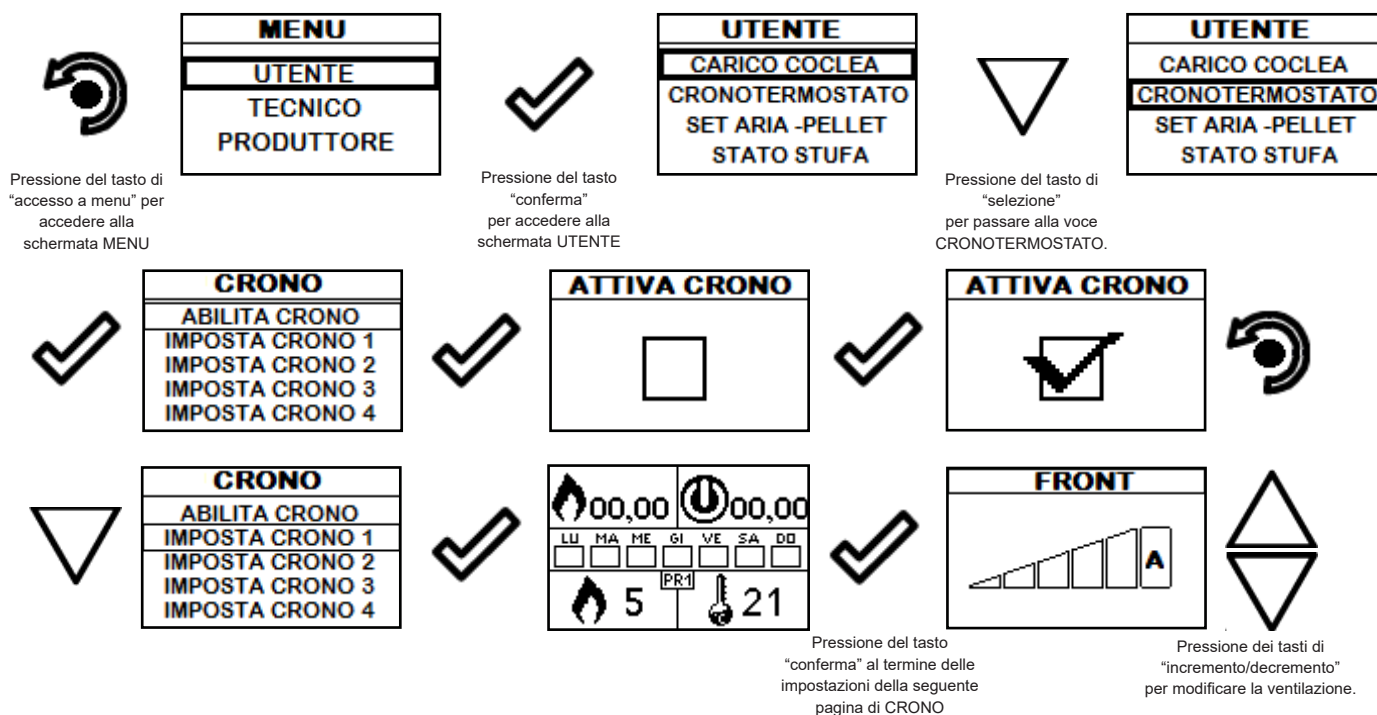 MENU
UTENTE
TECNICO
PRODUTTORE
UTENTE
CARICO COCLEA
CRONOTERMOSTATO
SET ARIA -PELLET
STATO STUFA
UTENTE
CARICO COCLEA
CRONOTERMOSTATO
SET ARIA -PELLET
STATO STUFA
Pressione del tasto di
“accesso a menu” per
accedere alla
schermata MENU
Pressione del tasto
“conferma”
per accedere alla
schermata UTENTE
Pressione del tasto di
“selezione”
per passare alla voce
CRONOTERMOSTATO.
CRONO
ABILITA CRONO
IMPOSTA CRONO 1
IMPOSTA CRONO 2
IMPOSTA CRONO 3
IMPOSTA CRONO 4
ATTIVA CRONO
ATTIVA CRONO
CRONO
ABILITA CRONO
IMPOSTA CRONO 1
IMPOSTA CRONO 2
IMPOSTA CRONO 3
IMPOSTA CRONO 4
00,00 00,00
LU MA ME GI VE SA DO
PR1
5 21
FRONT
A
Pressione del tasto
“conferma” al termine delle
impostazioni della seguente
pagina di CRONO
Pressione dei tasti di
“incremento/decremento”
per modificare la ventilazione.